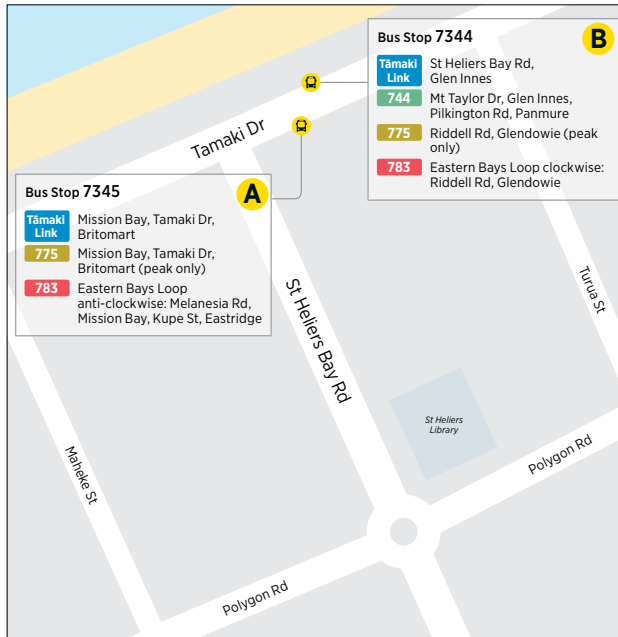 Bus Stop 7344
B
Tāmaki Link
St Heliers Bay Rd,
Glen Innes
744
Mt Taylor Dr, Glen Innes,
Pilkington Rd, Panmure
775
Riddell Rd, Glendowie (peak
only)
783
Eastern Bays Loop clockwise:
Riddell Rd, Glendowie
Tamaki Dr
Bus Stop 7345
A
Tāmaki Link
Mission Bay, Tamaki Dr,
Britomart
775
Mission Bay, Tamaki Dr,
Britomart (peak only)
783
Eastern Bays Loop
anti-clockwise: Melanesia Rd,
Mission Bay, Kupe St, Eastridge
St Heliers Bay Rd
Turua St
St Heliers
Library
Maheke St
Polygon Rd
Polygon Rd